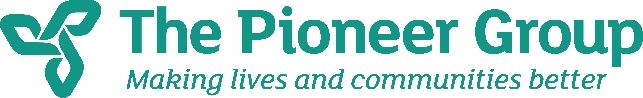 The Pioneer Group
Making lives and communities better